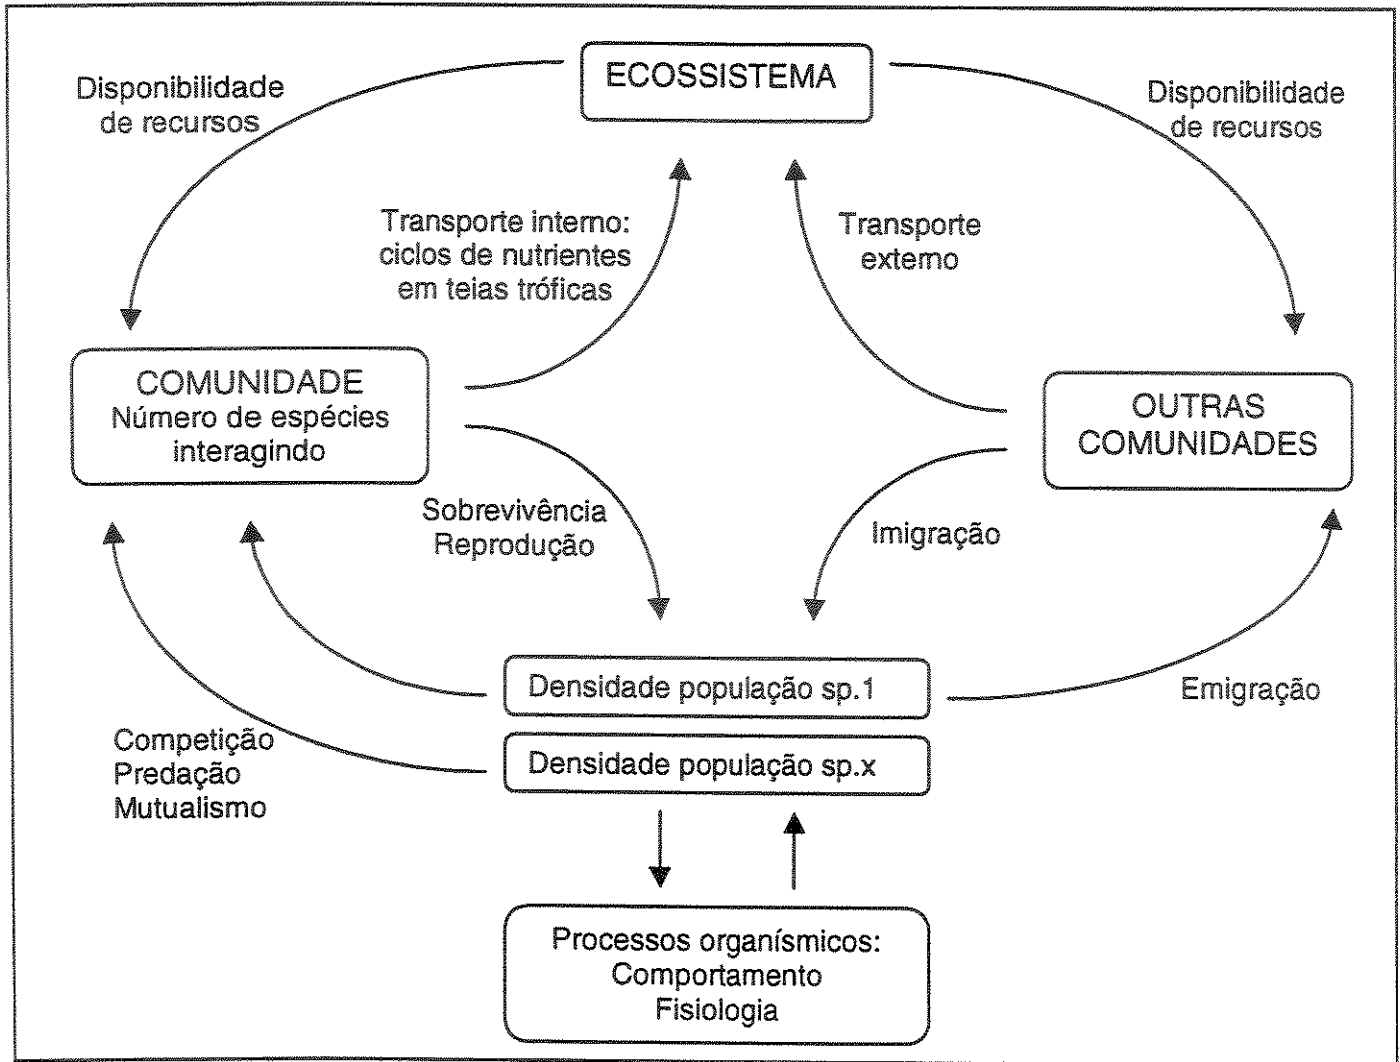 ECOSSISTEMA
Disponibilidade
de recursos
Disponibilidade
de recursos
Transporte interno:
ciclos de nutrientes
em teias tróficas
Transporte
externo
COMUNIDADE
Número de espécies
interagindo
OUTRAS
COMUNIDADES
Sobrevivência
Reprodução
Imigração
Densidade população sp.1
Emigração
Competição
Predação
Mutualismo
Densidade população sp.x
Processos organísmicos:
Comportamento
Fisiologia